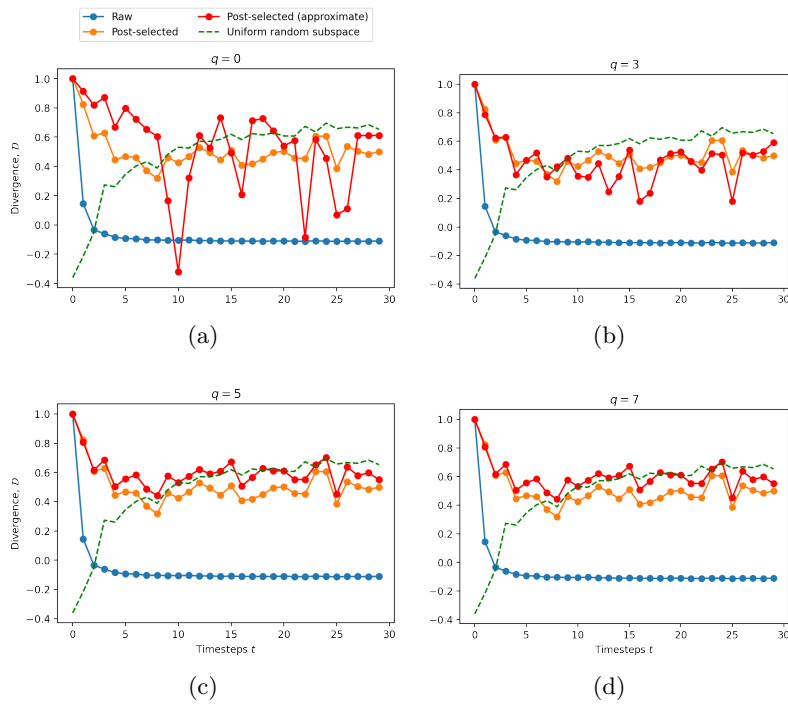 Raw
Post-selected
Post-selected (approximate)
Uniform random subspace
q = 0
Divergence, 𝒟
1.0
0.8
0.6
0.4
0.2
0.0
−0.2
−0.4
0 5 10 15 20 25 30
(a)
q = 3
1.0
0.8
0.6
0.4
0.2
0.0
−0.2
−0.4
0 5 10 15 20 25 30
(b)
q = 5
Divergence, 𝒟
1.0
0.8
0.6
0.4
0.2
0.0
−0.2
−0.4
0 5 10 15 20 25 30
Timesteps t
(c)
q = 7
1.0
0.8
0.6
0.4
0.2
0.0
−0.2
−0.4
0 5 10 15 20 25 30
Timesteps t
(d)